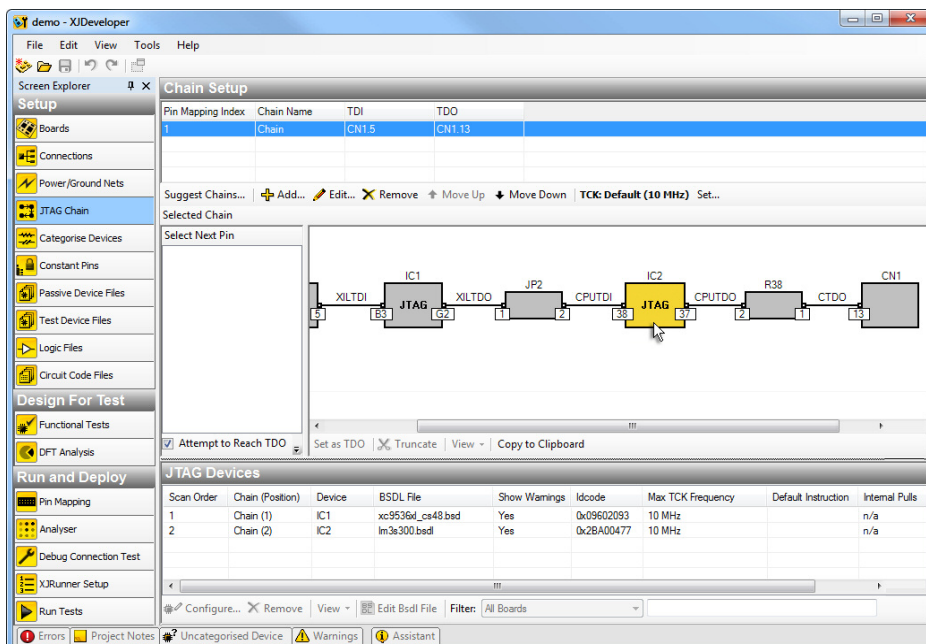 demo - XJDeveloper
File Edit View Tools Help
Screen Explorer
Setup
Boards
Connections
Power/Ground Nets
JTAG Chain
Categorise Devices
Constant Pins
Passive Device Files
Test Device Files
Logic Files
Circuit Code Files
Design For Test
Functional Tests
DFT Analysis
Run and Deploy
Pin Mapping
Analyser
Debug Connection Test
XJRunner Setup
Run Tests
Chain Setup
Pin Mapping Index Chain Name TDI TDO
1 Chain CN1.5 CN1.13
Suggest Chains... Add... Edit... Remove Move Up Move Down TCK: Default (10 MHz) Set...
Selected Chain
Select Next Pin
IC1 JP2 IC2 R38 CN1
XILTDI JTAG XILTDO CPUTDI JTAG CPUTDO CTDO
5 B3 G2 1 2 38 37 2 1 13
Attempt to Reach TDO Set as TDO Truncate View Copy to Clipboard
JTAG Devices
Scan Order Chain (Position) Device BSDL File Show Warnings Idcode Max TCK Frequency Default Instruction Internal Pulls
1 Chain (1) IC1 xc9536xl_cs48.bsd Yes 0x09602093 10 MHz n/a
2 Chain (2) IC2 lm3s300.bsdl Yes 0x2BA00477 10 MHz n/a
Configure... Remove View Edit Bsdl File Filter: All Boards
Errors Project Notes Uncategorised Device Warnings Assistant